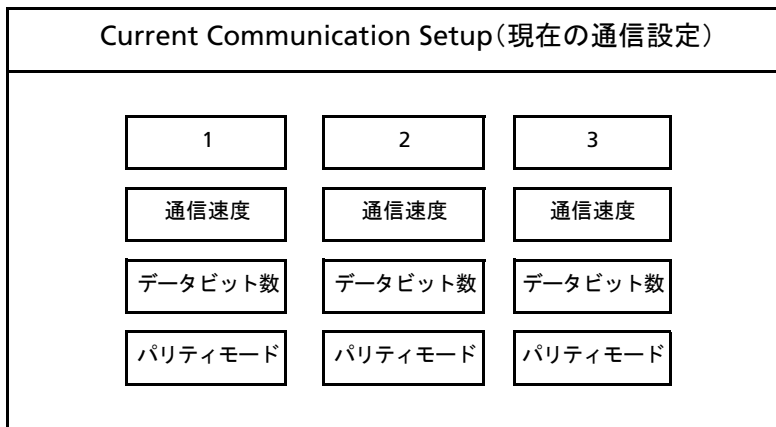 Current Communication Setup（現在の通信設定）
1 2 3
通信速度 通信速度 通信速度
データビット数 データビット数 データビット数
パリティモード パリティモード パリティモード